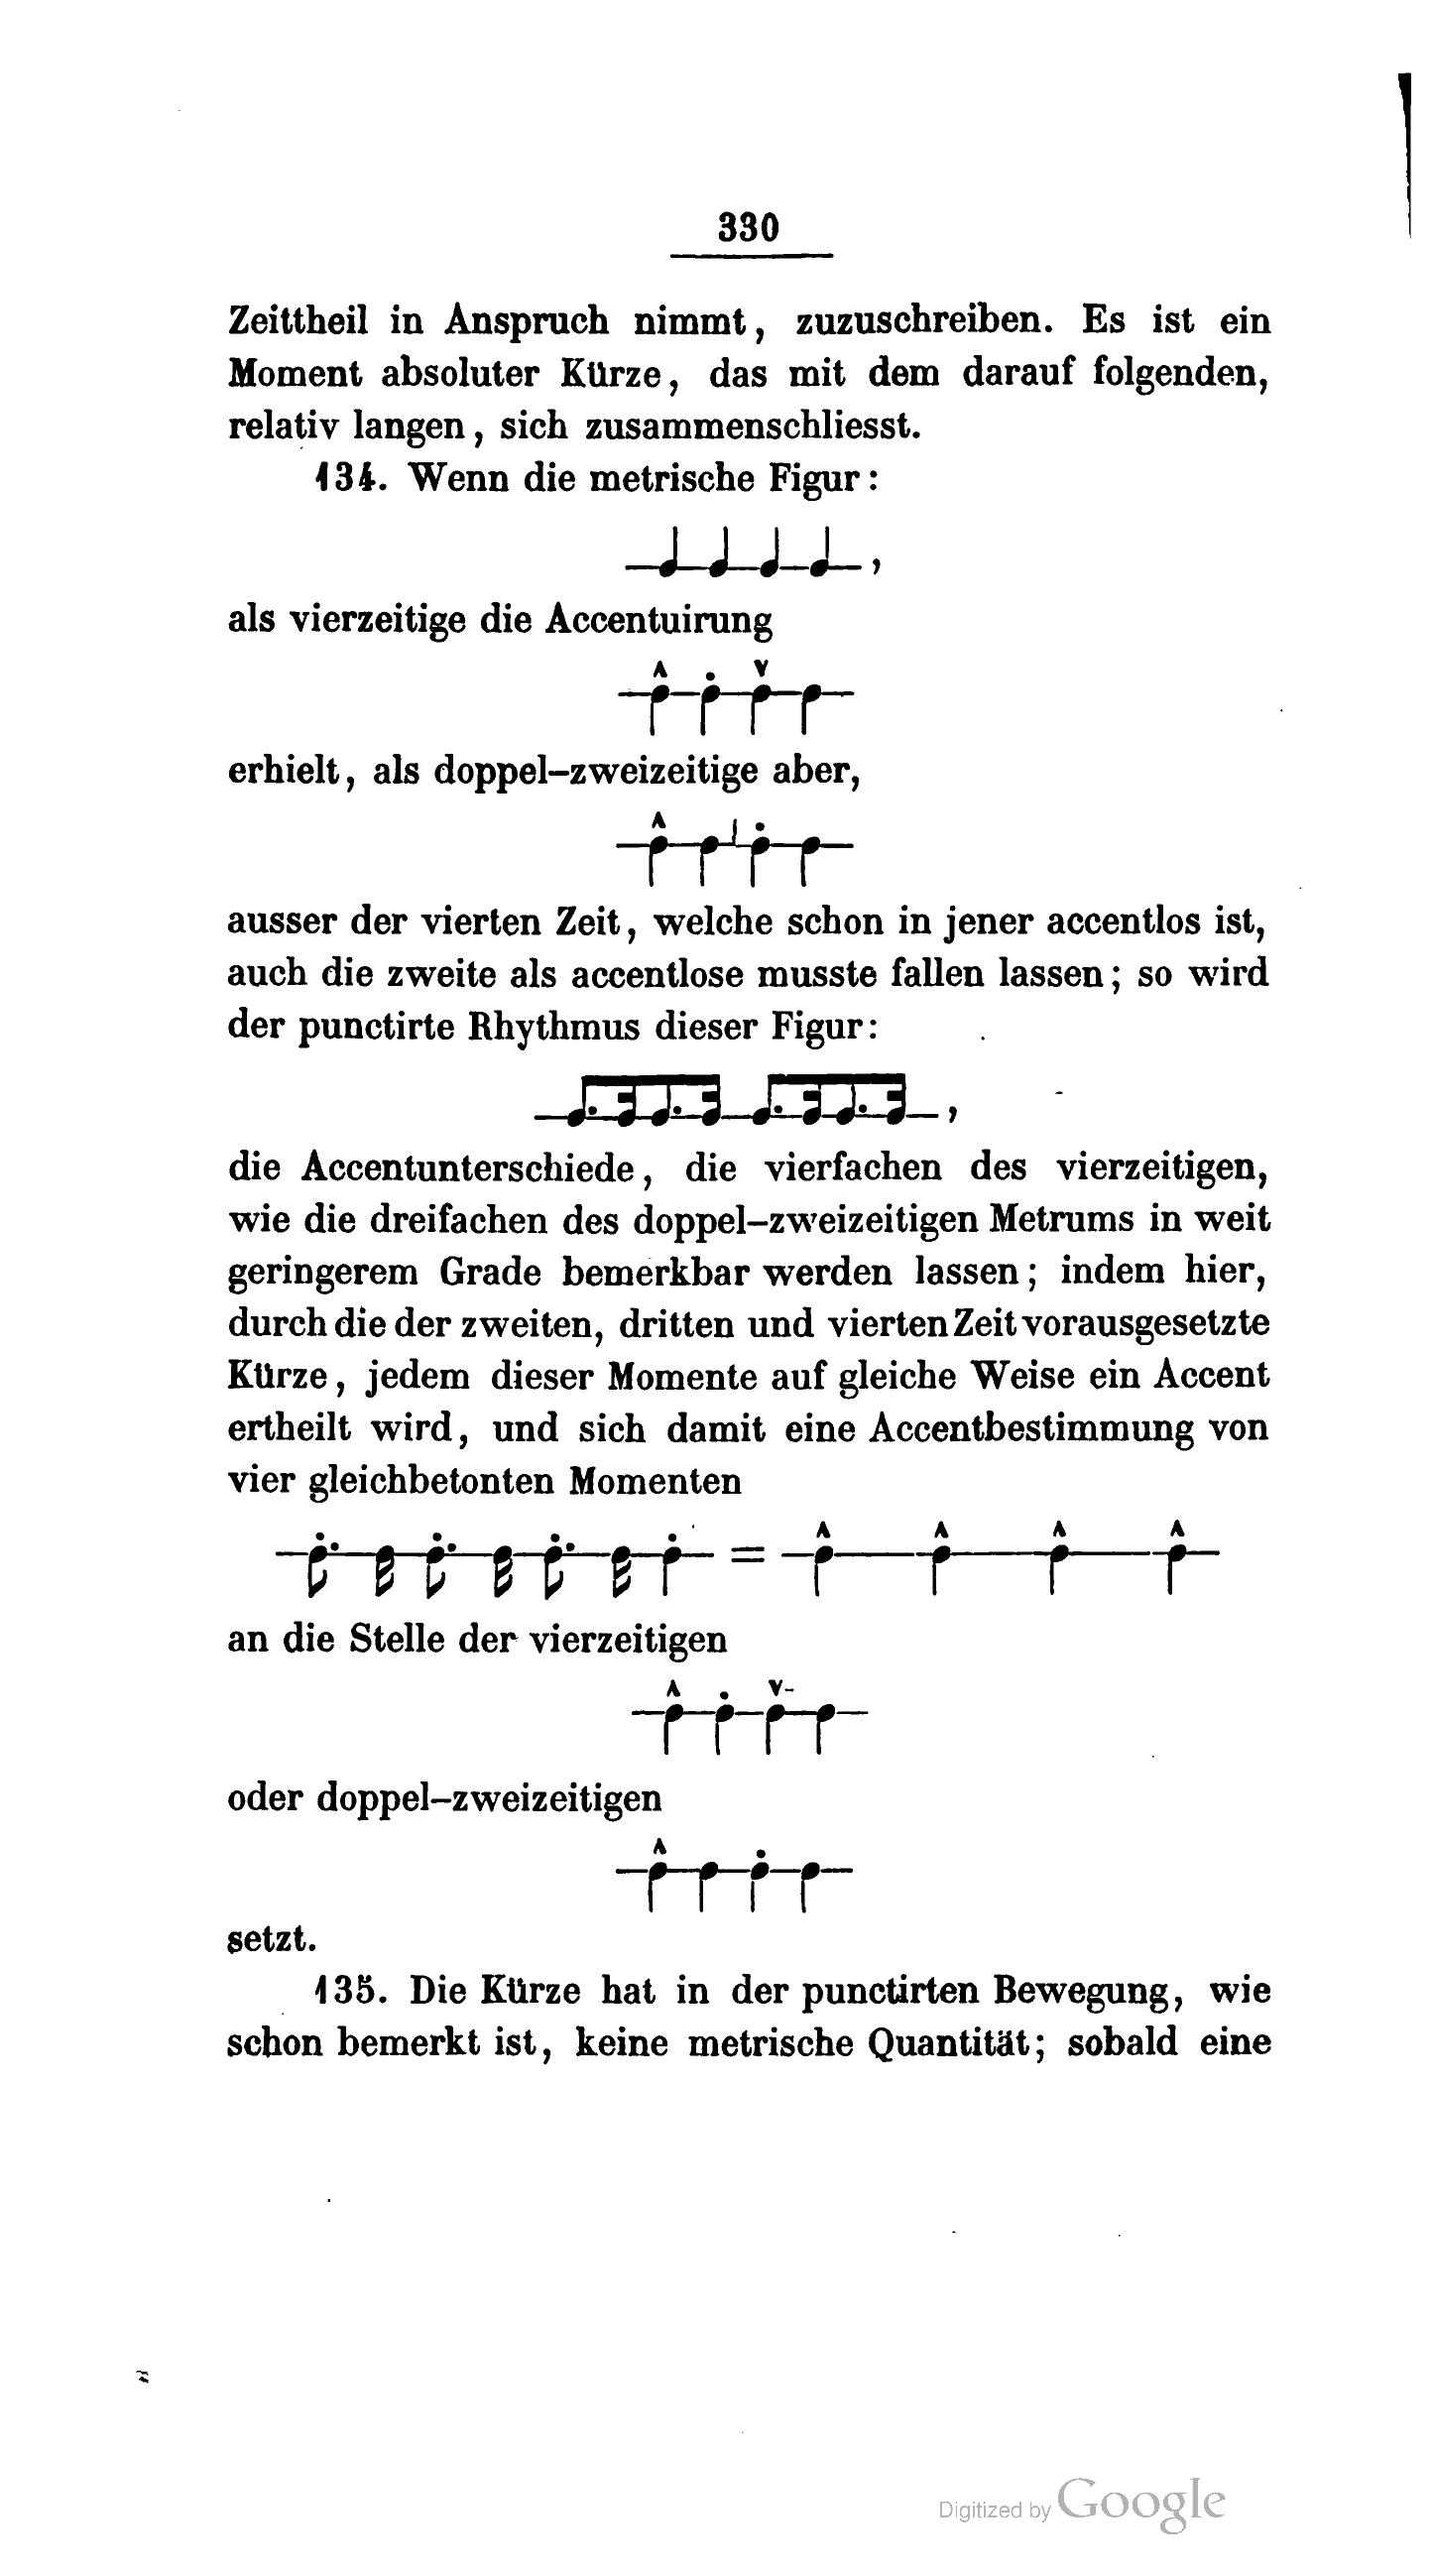 330
Zeittheil in Anspruch nimmt, zuzuschreiben. Es ist ein
Moment absoluter Kürze, das mit dem darauf folgenden,
relativ langen, sich zusammenschliesst.
134. Wenn die metrische Figur:
,
als vierzeitige die Accentuirung
erhielt, als doppel-zweizeitige aber,
ausser der vierten Zeit, welche schon in jener accentlos ist,
auch die zweite als accentlose musste fallen lassen; so wird
der punctirte Rhythmus dieser Figur:
,
die Accentunterschiede, die vierfachen des vierzeitigen,
wie die dreifachen des doppel-zweizeitigen Metrums in weit
geringerem Grade bemerkbar werden lassen; indem hier,
durch die der zweiten, dritten und vierten Zeit vorausgesetzte
Kürze, jedem dieser Momente auf gleiche Weise ein Accent
ertheilt wird, und sich damit eine Accentbestimmung von
vier gleichbetonten Momenten
=
an die Stelle der vierzeitigen
oder doppel-zweizeitigen
setzt.
135. Die Kürze hat in der punctirten Bewegung, wie
schon bemerkt ist, keine metrische Quantität; sobald eine
Digitized by Google